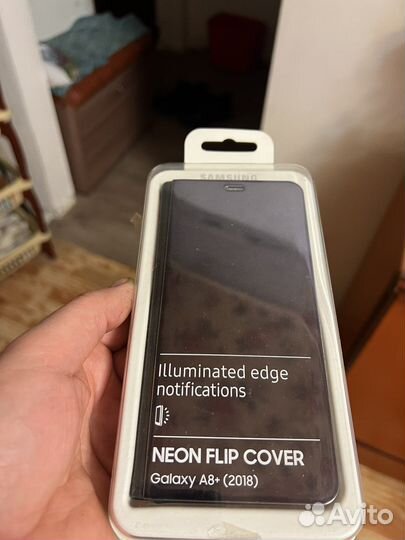 SAMSUNG
Illuminated edge
notifications
NEON FLIP COVER
Galaxy A8+ (2018)
Avito